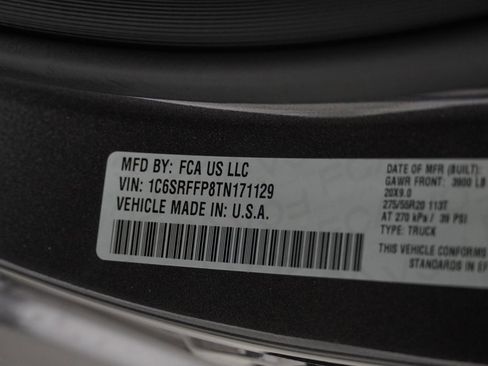 MFD BY: FCA US LLC
VIN: 1C6SRFFP8TN171129
VEHICLE MADE IN: U.S.A.
DATE OF MFR (BUILT):
GAWR FRONT: 3900 LB
20X9.0
275/55R20 113T
AT 270 kPa / 39 PSI
TYPE: TRUCK
THIS VEHICLE CONFORMS
STANDARDS IN EF